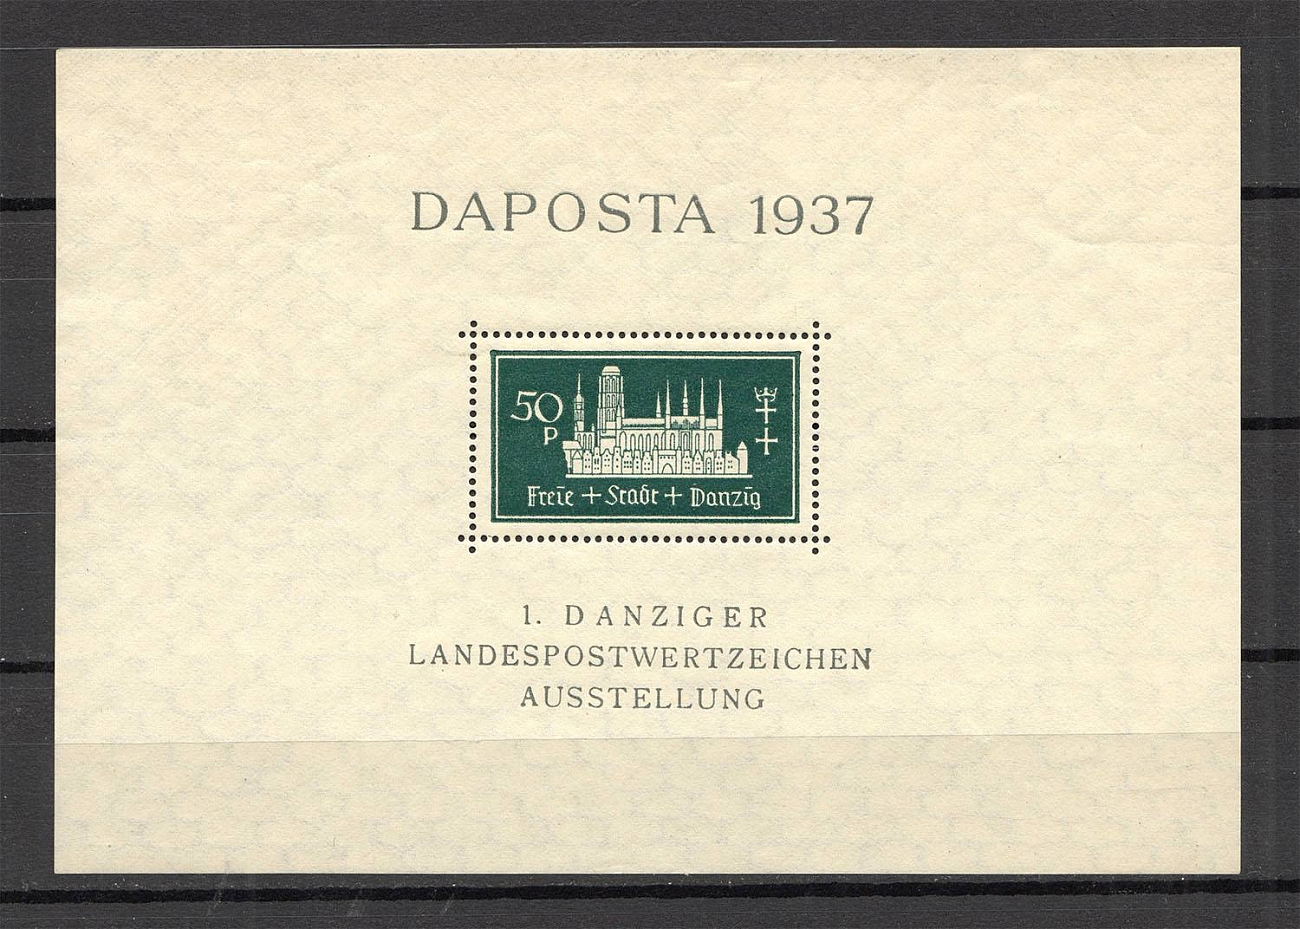 DAPOSTA 1937
50
P
Freie + Stadt + Danzig
1. DANZIGER
LANDESPOSTWERTZEICHEN
AUSSTELLUNG